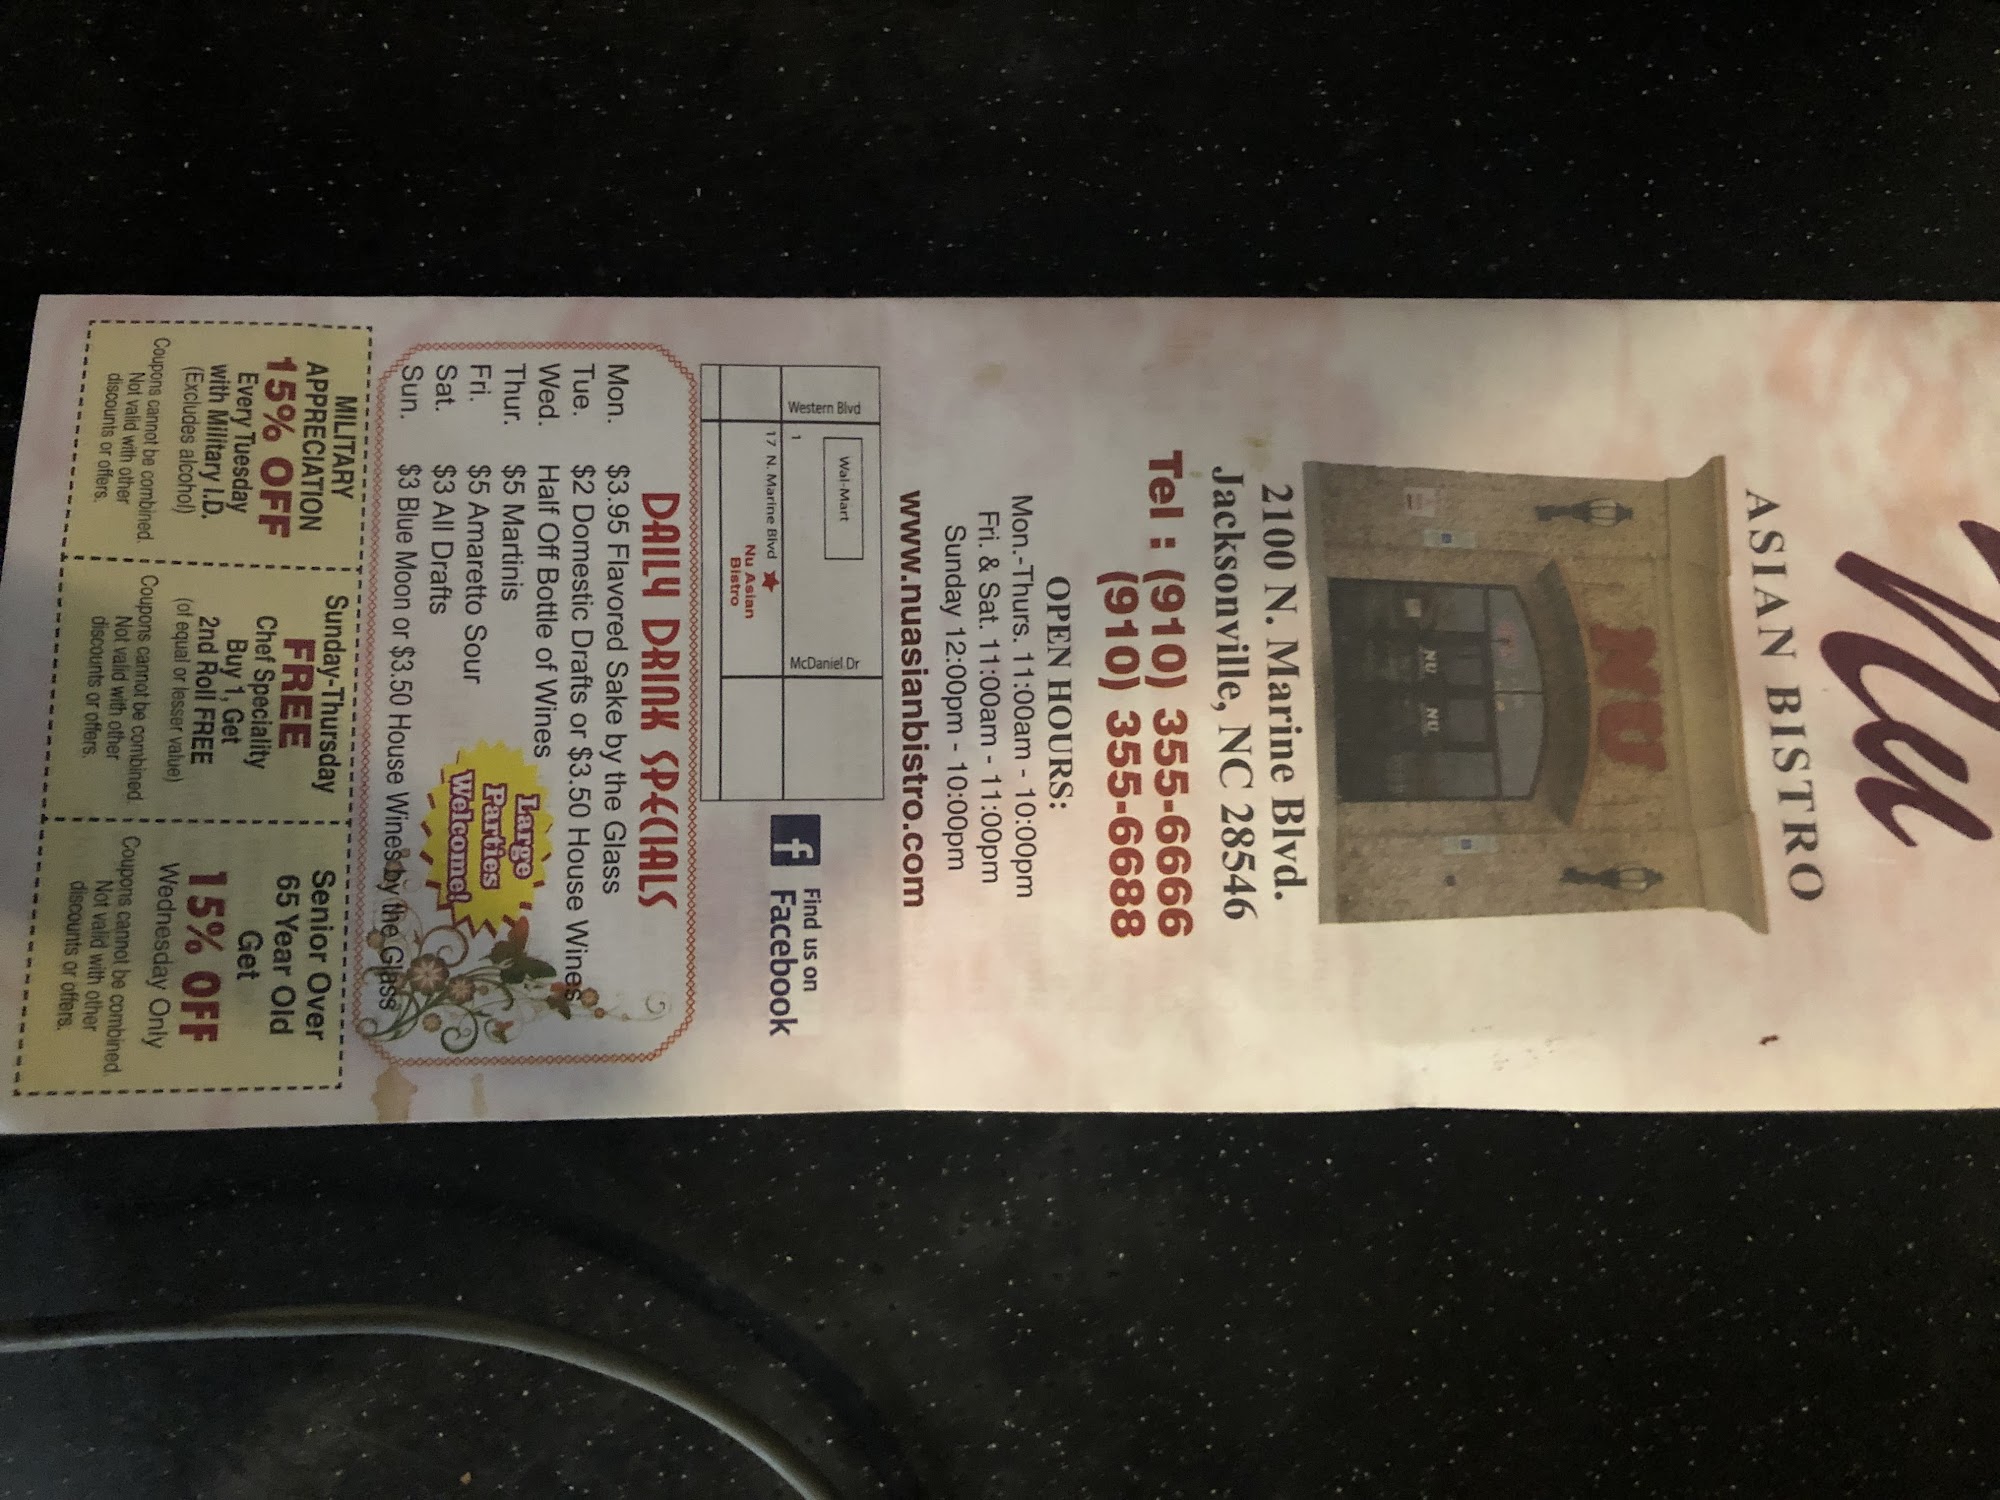 Nu
ASIAN BISTRO
NU
NU NU
2100 N. Marine Blvd.
Jacksonville, NC 28546
Tel : (910) 355-6666
(910) 355-6688
OPEN HOURS:
Mon.-Thurs. 11:00am - 10:00pm
Fri. & Sat. 11:00am - 11:00pm
Sunday 12:00pm - 10:00pm
www.nuasianbistro.com
Western Blvd
Wal-Mart
McDaniel Dr
1
17 N. Marine Blvd
Nu Asian
Bistro
Find us on
f Facebook
DAILY DRINK SPECIALS
Mon. $3.95 Flavored Sake by the Glass
Tue. $2 Domestic Drafts or $3.50 House Wines
Wed. Half Off Bottle of Wines
Thur. $5 Martinis
Fri. $5 Amaretto Sour
Sat. $3 All Drafts
Sun. $3 Blue Moon or $3.50 House Wines by the Glass
Large
Parties
Welcome!
MILITARY
APPRECIATION
15% OFF
Every Tuesday
with Military I.D.
(Excludes alcohol)
Coupons cannot be combined.
Not valid with other
discounts or offers.
Sunday-Thursday
FREE
Chef Speciality
Buy 1, Get
2nd Roll FREE
(of equal or lesser value)
Coupons cannot be combined.
Not valid with other
discounts or offers.
Senior Over
65 Year Old
Get
15% OFF
Wednesday Only
Coupons cannot be combined.
Not valid with other
discounts or offers.